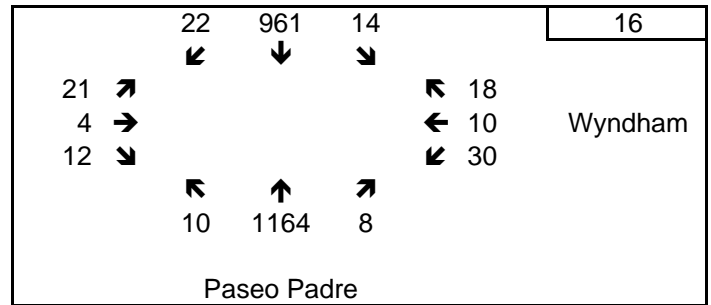 22 961 14 16
↙ ↓ ↘
21 ↗ ↖ 18
4 → ← 10 Wyndham
12 ↘ ↙ 30
↖ ↑ ↗
10 1164 8
Paseo Padre